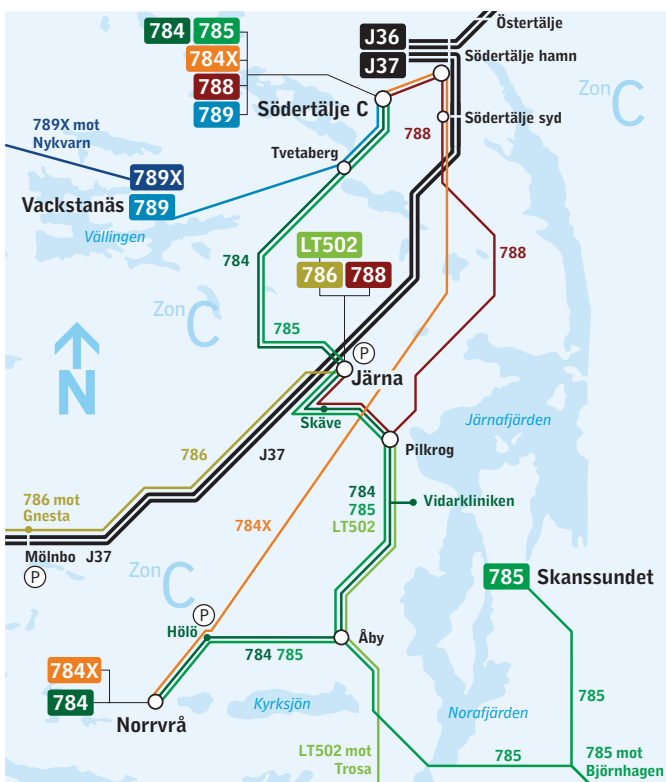 Östertälje
784 785
J36
784X
J37
Södertälje hamn
788
Södertälje C
789
Zon C
Södertälje syd
788
789X mot
Nykvarn
Tvetaberg
789X
Vackstanäs 789
Vällingen
784
LT502
786 788
788
Zon C
785
P
N
Järna
Skäve
Järnafjärden
786
J37
Pilkrog
786 mot
Gnesta
784
785
LT502
Vidarkliniken
784X
Mölnbo J37
P
Zon C
785 Skanssundet
P
Hölö
Åby
784 785
784X
784
Norrvrå
Kyrksjön
Norafjärden
785
LT502 mot
Trosa
785
785 mot
Björnhagen